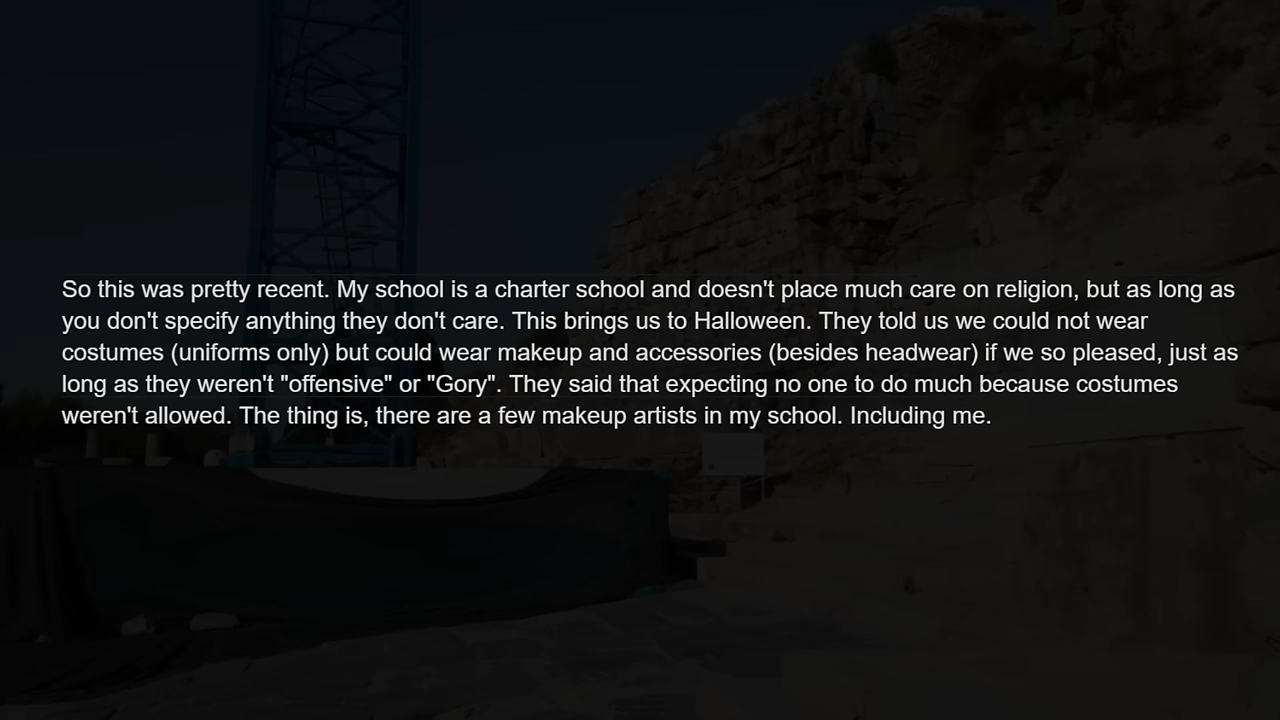 So this was pretty recent. My school is a charter school and doesn't place much care on religion, but as long as
you don't specify anything they don't care. This brings us to Halloween. They told us we could not wear
costumes (uniforms only) but could wear makeup and accessories (besides headwear) if we so pleased, just as
long as they weren't "offensive" or "Gory". They said that expecting no one to do much because costumes
weren't allowed. The thing is, there are a few makeup artists in my school. Including me.